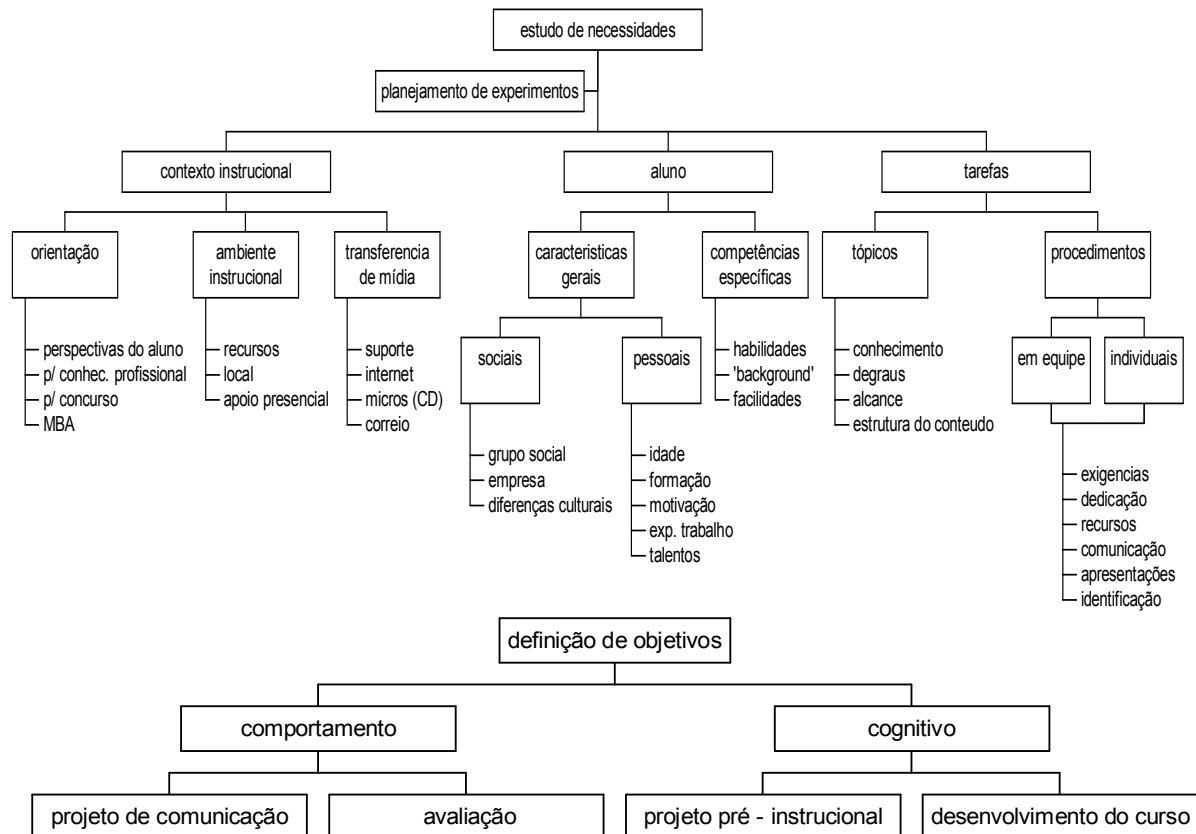 estudo de necessidades
planejamento de experimentos
contexto instrucional
aluno
tarefas
orientação
ambiente
instrucional
transferencia
de mídia
caracteristicas
gerais
competências
específicas
tópicos
procedimentos
perspectivas do aluno
p/ conhec. profissional
p/ concurso
MBA
recursos
local
apoio presencial
suporte
internet
micros (CD)
correio
sociais
pessoais
habilidades
'background'
facilidades
conhecimento
degraus
alcance
estrutura do conteudo
em equipe
individuais
grupo social
empresa
diferenças culturais
idade
formação
motivação
exp. trabalho
talentos
exigencias
dedicação
recursos
comunicação
apresentações
identificação
definição de objetivos
comportamento
cognitivo
projeto de comunicação
avaliação
projeto pré - instrucional
desenvolvimento do curso